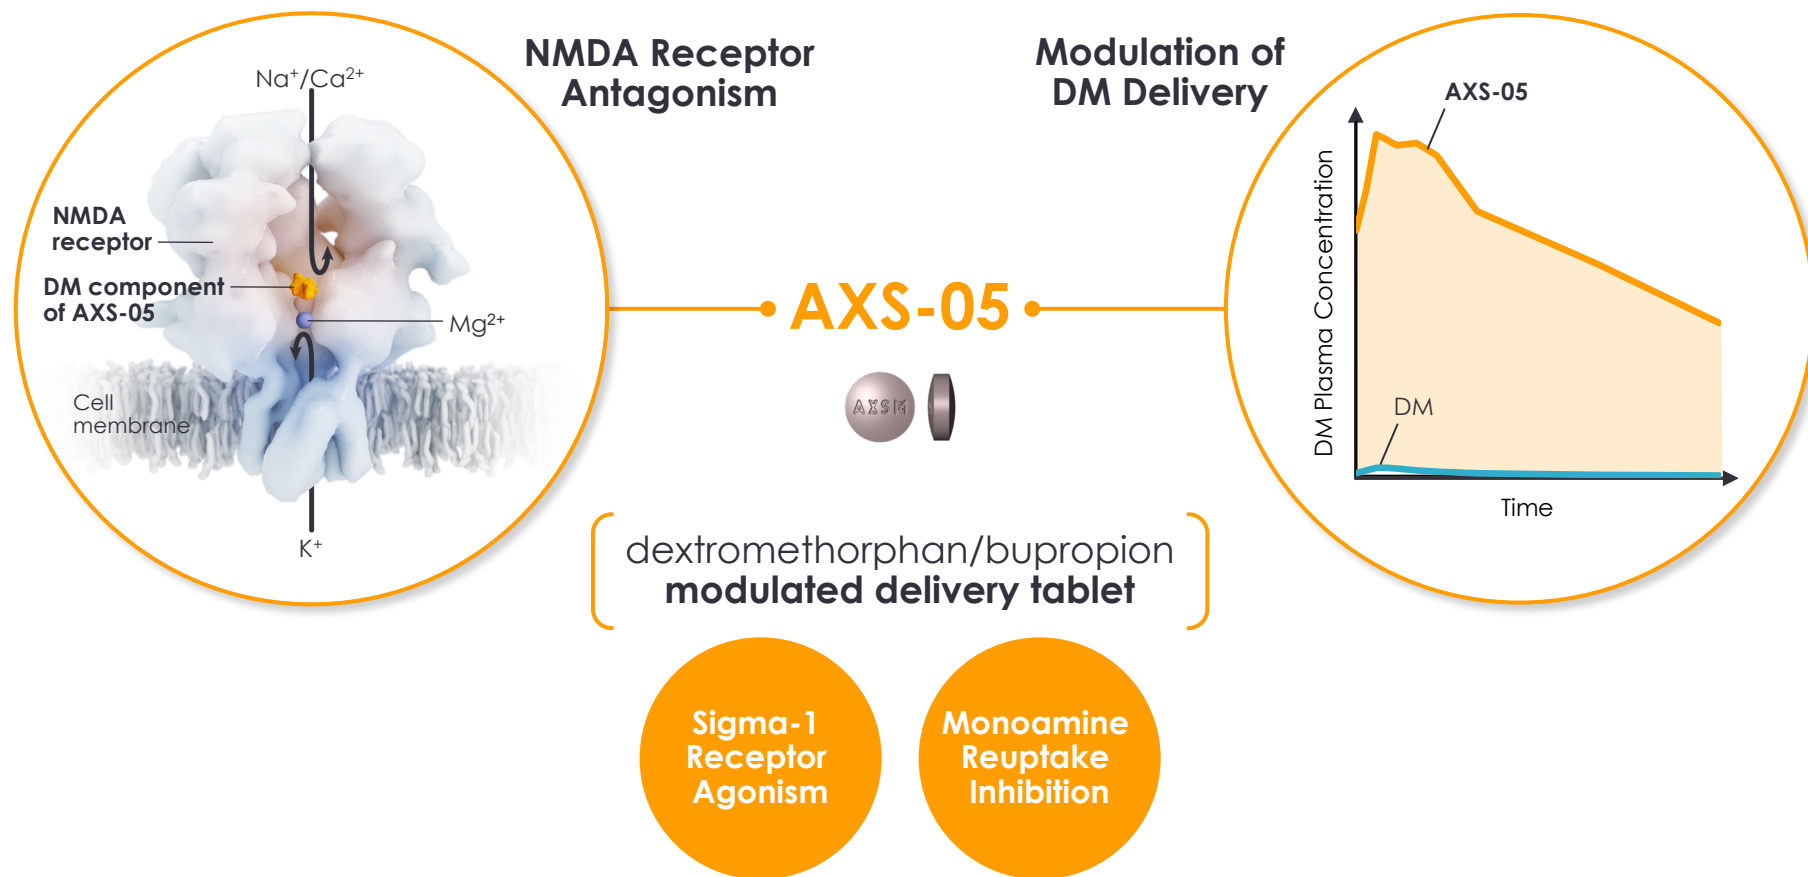 NMDA Receptor
Antagonism
Na⁺/Ca²⁺
NMDA
receptor
DM component
of AXS-05
Mg²⁺
Cell
membrane
K⁺
Modulation of
DM Delivery
AXS-05
DM Plasma Concentration
DM
Time
AXS-05
AXSM
dextromethorphan/bupropion
modulated delivery tablet
Sigma-1
Receptor
Agonism
Monoamine
Reuptake
Inhibition